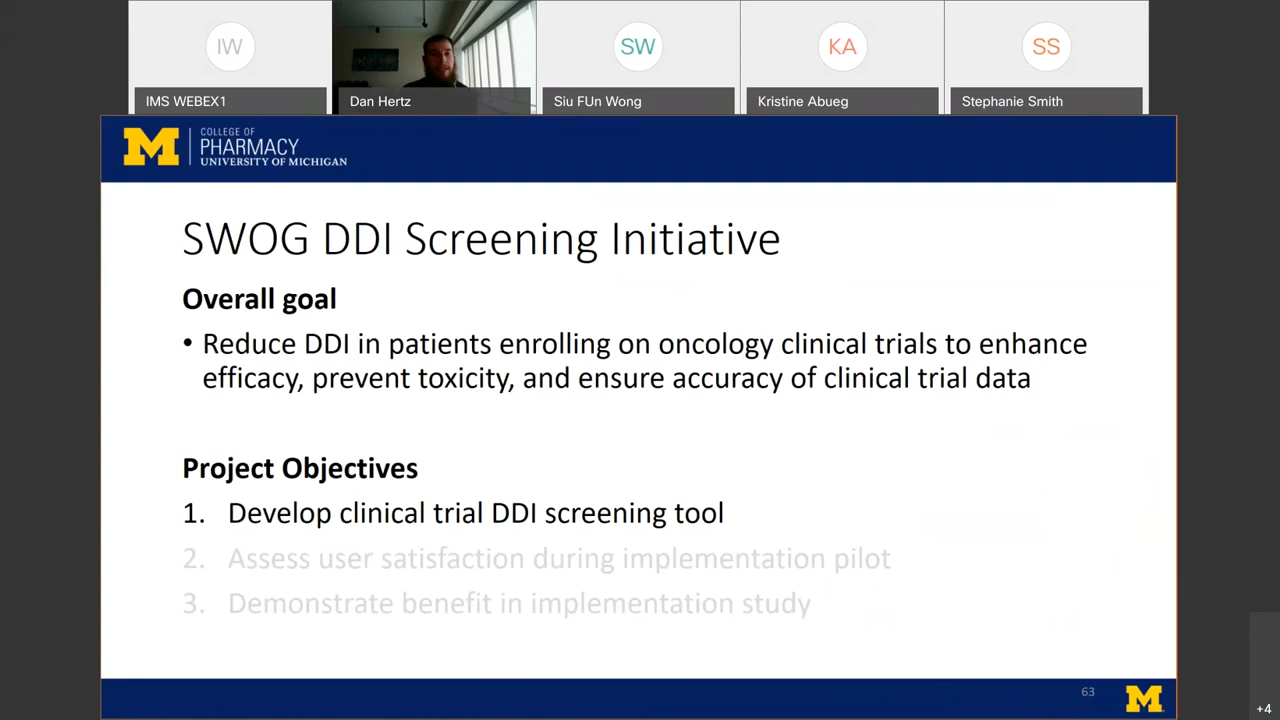 IW
SW
KA
SS
IMS WEBEX1
Dan Hertz
Siu FUn Wong
Kristine Abueg
Stephanie Smith
M
COLLEGE OF
PHARMACY
UNIVERSITY OF MICHIGAN
SWOG DDI Screening Initiative
Overall goal
• Reduce DDI in patients enrolling on oncology clinical trials to enhance
efficacy, prevent toxicity, and ensure accuracy of clinical trial data
Project Objectives
1. Develop clinical trial DDI screening tool
2. Assess user satisfaction during implementation pilot
3. Demonstrate benefit in implementation study
63
M
+4